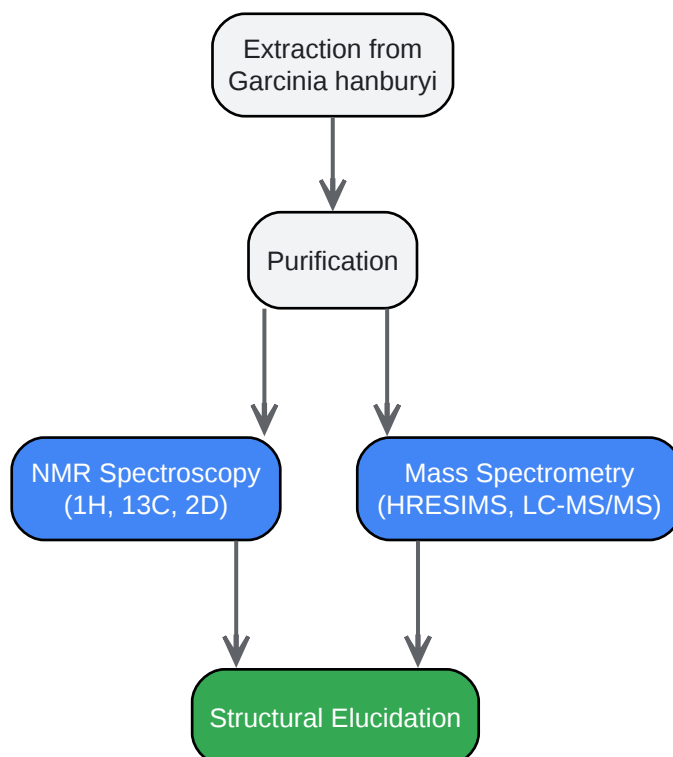 Extraction from
Garcinia hanburyi
Purification
NMR Spectroscopy
(1H, 13C, 2D)
Mass Spectrometry
(HRESIMS, LC-MS/MS)
Structural Elucidation